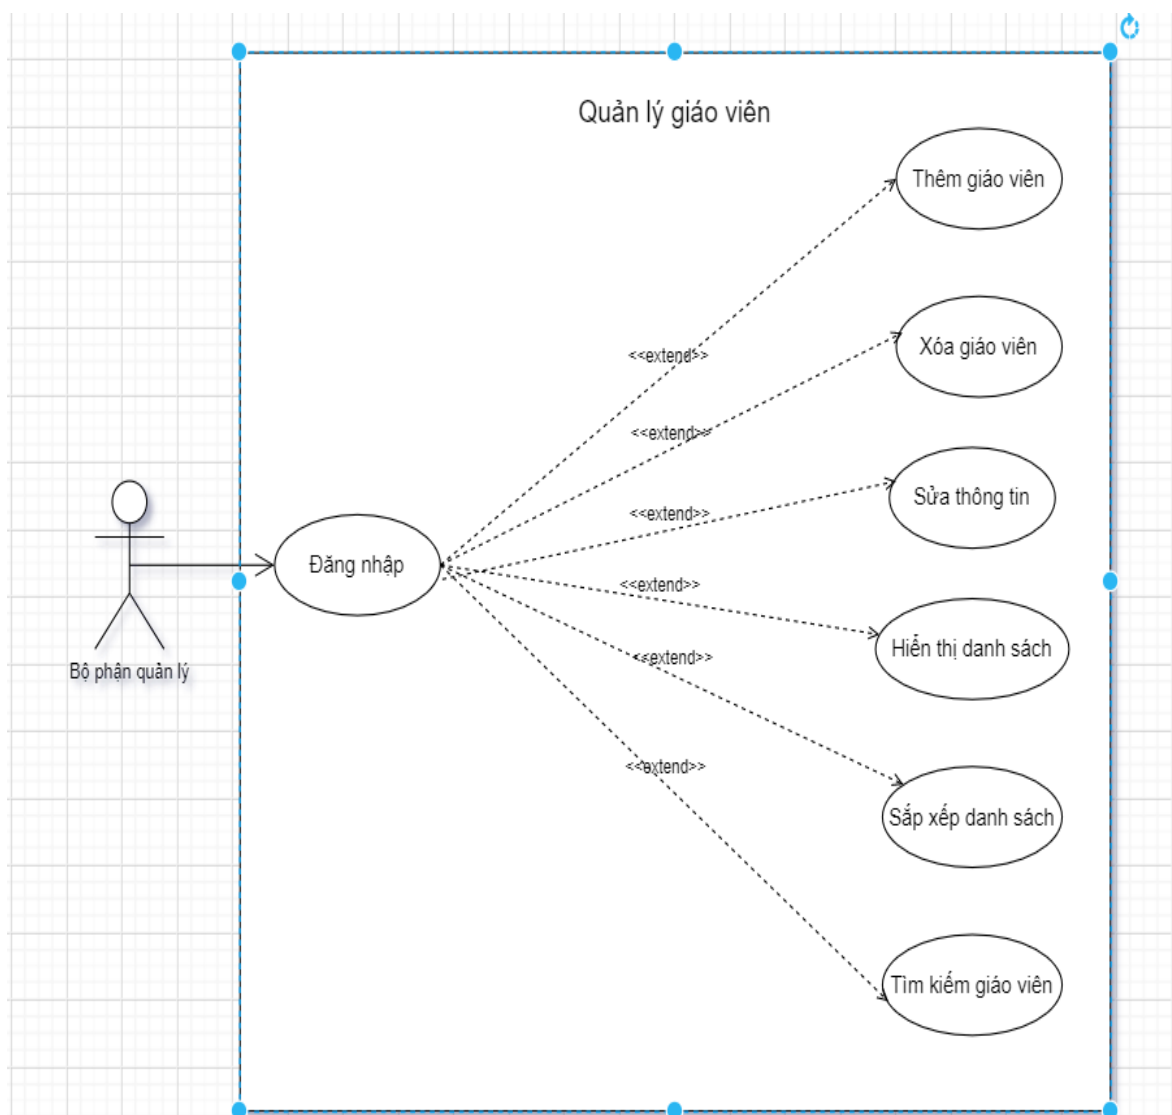 Quản lý giáo viên
Thêm giáo viên
<<extend>>
Xóa giáo viên
<<extend>>
Sửa thông tin
<<extend>>
Đăng nhập
<<extend>>
Hiển thị danh sách
<<extend>>
Bộ phận quản lý
<<extend>>
Sắp xếp danh sách
Tìm kiếm giáo viên